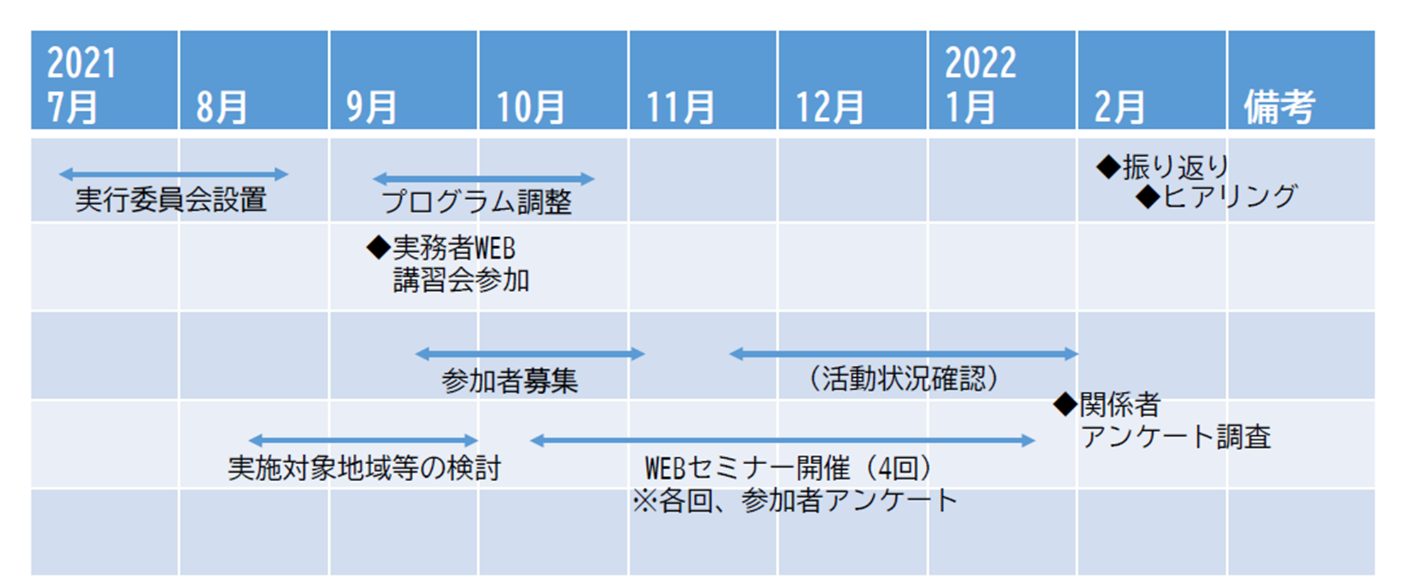 2021
7月
8月
9月
10月
11月
12月
2022
1月
2月
備考
実行委員会設置
プログラム調整
◆振り返り
◆ヒアリング
◆実務者WEB
講習会参加
参加者募集
（活動状況確認）
◆関係者
アンケート調査
実施対象地域等の検討
WEBセミナー開催（4回）
※各回、参加者アンケート